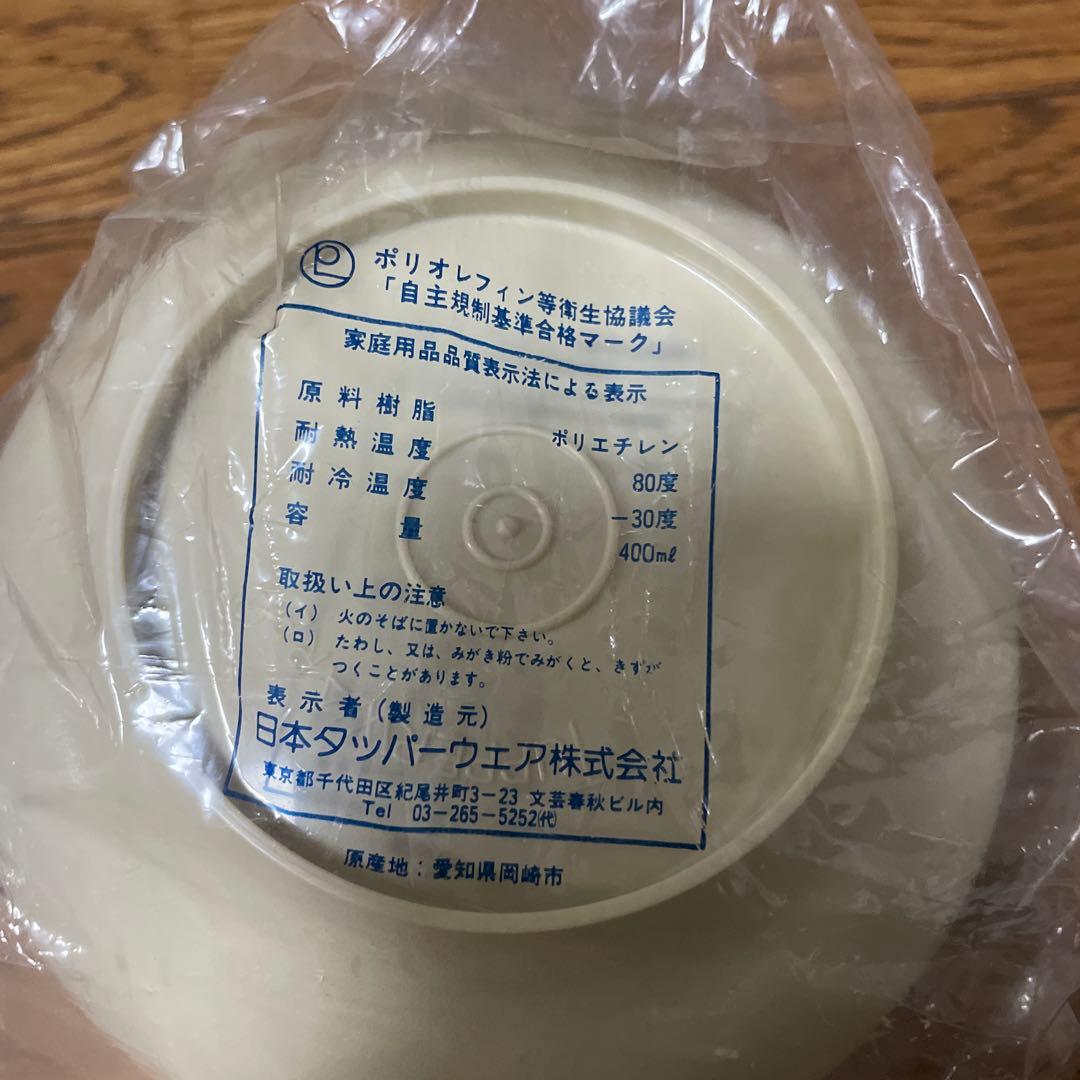 PL
ポリオレフィン等衛生協議会
「自主規制基準合格マーク」
家庭用品品質表示法による表示
原料樹脂 ポリエチレン
耐熱温度 80度
耐冷温度 -30度
容量 400ml
取扱い上の注意
(イ) 火のそばに置かないで下さい。
(ロ) たわし、又は、みがき粉でみがくと、きずが
つくことがあります。
表示者(製造元)
日本タッパーウェア株式会社
東京都千代田区紀尾井町3-23 文芸春秋ビル内
Tel 03-265-5252(代)
原産地:愛知県岡崎市